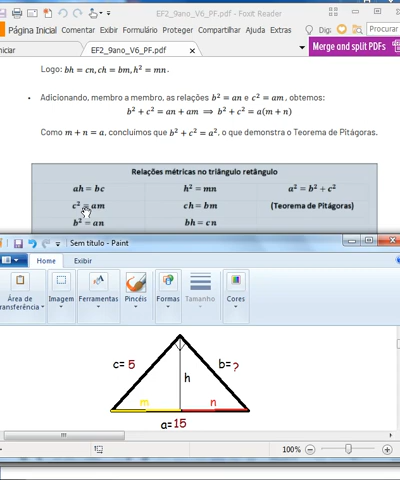 EF2_9ano_V6_PF.pdf - Foxit Reader
Página Inicial Comentar Exibir Formulário Proteger Compartilhar Ajuda Extras Digi: Procurar
niciar EF2_9ano_V6_PF.pdf × Merge and split PDFs
Logo: bh = cn, ch = bm, h² = mn.
• Adicionando, membro a membro, as relações b² = an e c² = am, obtemos:
b² + c² = an + am ⟹ b² + c² = a(m + n)
Como m + n = a, concluímos que b² + c² = a², o que demonstra o Teorema de Pitágoras.
Relações métricas no triângulo retângulo
ah = bc h² = mn a² = b² + c²
c² = am ch = bm (Teorema de Pitágoras)
b² = an bh = cn
Sem título - Paint
Home Exibir
Área de transferência Imagem Ferramentas Pincéis Formas Tamanho Cores
c= 5 b= ?
h
m n
a=15
100%